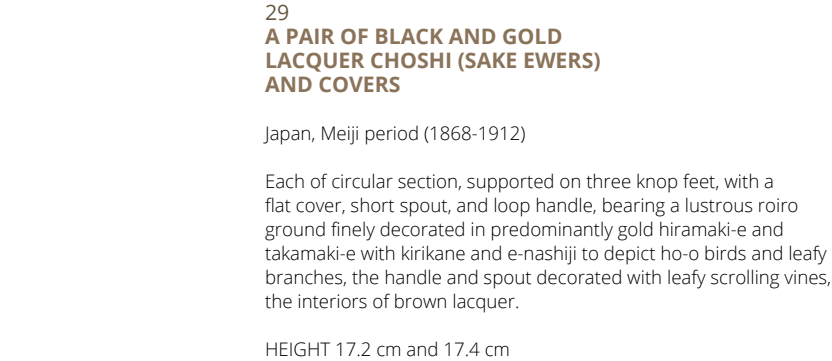 29
A PAIR OF BLACK AND GOLD
LACQUER CHOSHI (SAKE EWERS)
AND COVERS
Japan, Meiji period (1868-1912)
Each of circular section, supported on three knop feet, with a
flat cover, short spout, and loop handle, bearing a lustrous roiro
ground finely decorated in predominantly gold hiramaki-e and
takamaki-e with kirikane and e-nashiji to depict ho-o birds and leafy
branches, the handle and spout decorated with leafy scrolling vines,
the interiors of brown lacquer.
HEIGHT 17.2 cm and 17.4 cm